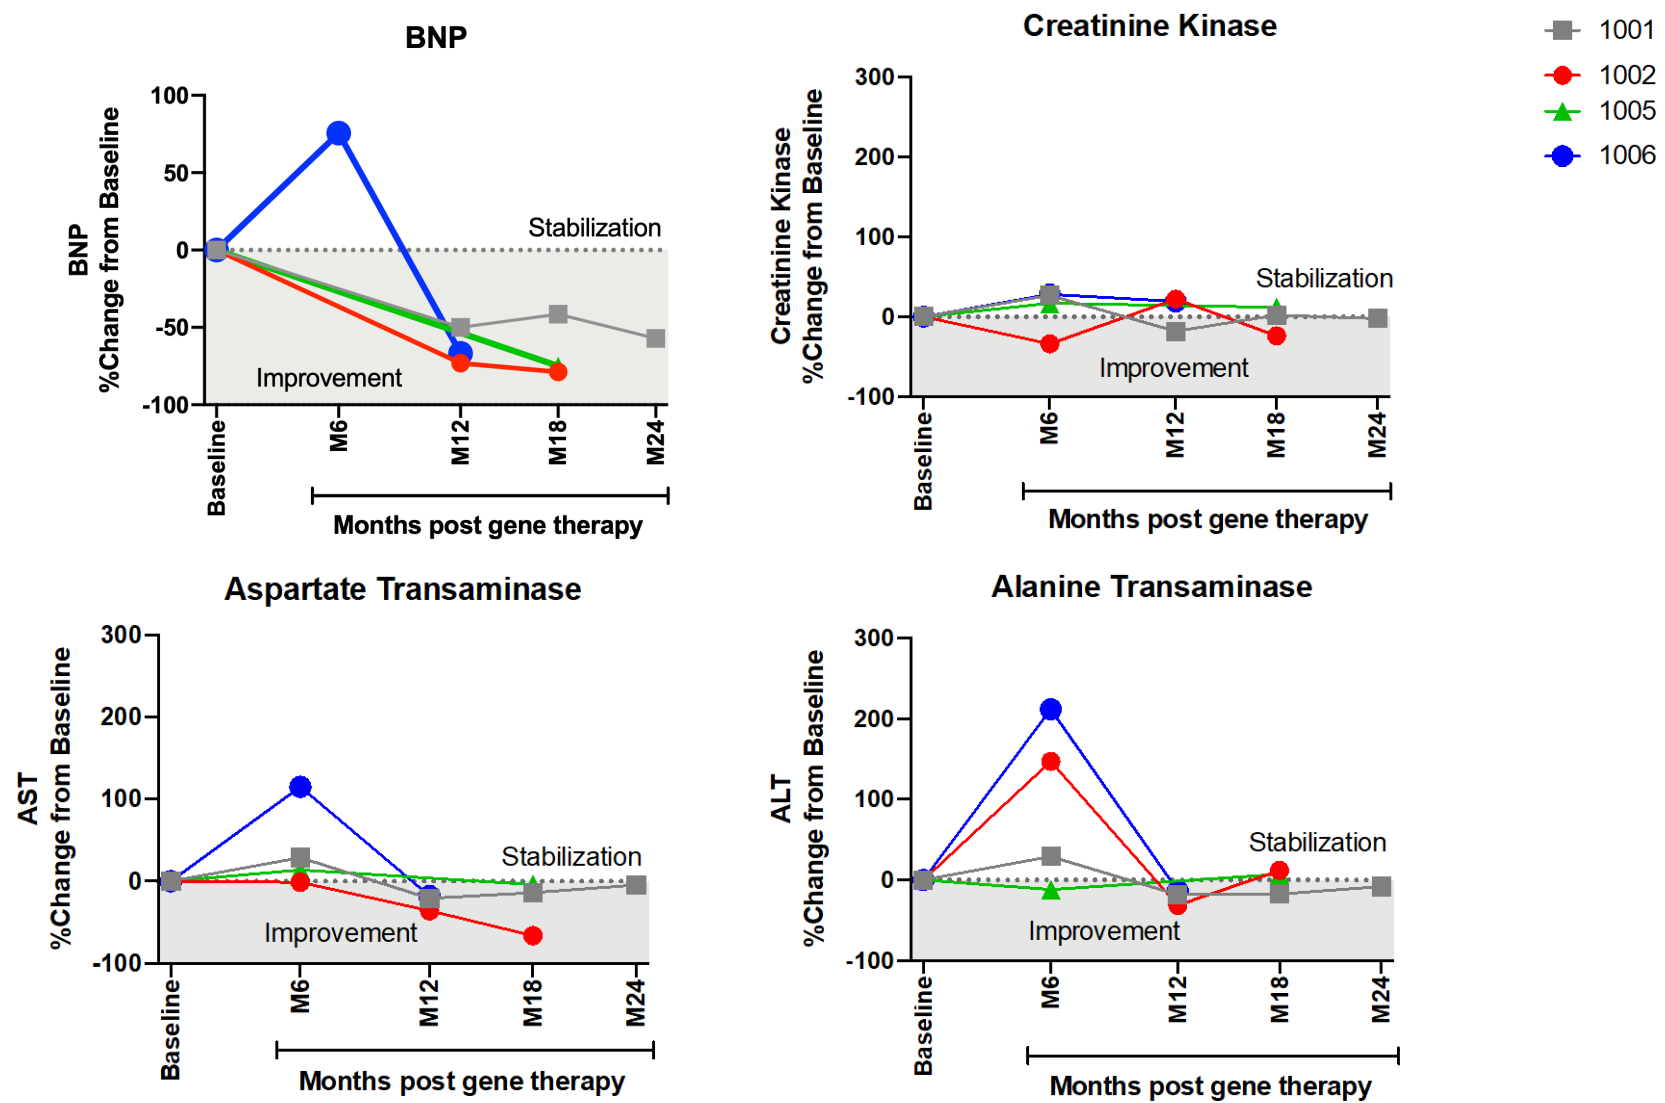 BNP
BNP
%Change from Baseline
100
50
0
-50
-100
Stabilization
Improvement
Baseline
M6
M12
M18
M24
Months post gene therapy
Creatinine Kinase
Creatinine Kinase
%Change from Baseline
300
200
100
0
-100
Stabilization
Improvement
Baseline
M6
M12
M18
M24
Months post gene therapy
1001
1002
1005
1006
Aspartate Transaminase
AST
%Change from Baseline
300
200
100
0
-100
Stabilization
Improvement
Baseline
M6
M12
M18
M24
Months post gene therapy
Alanine Transaminase
ALT
%Change from Baseline
300
200
100
0
-100
Stabilization
Improvement
Baseline
M6
M12
M18
M24
Months post gene therapy